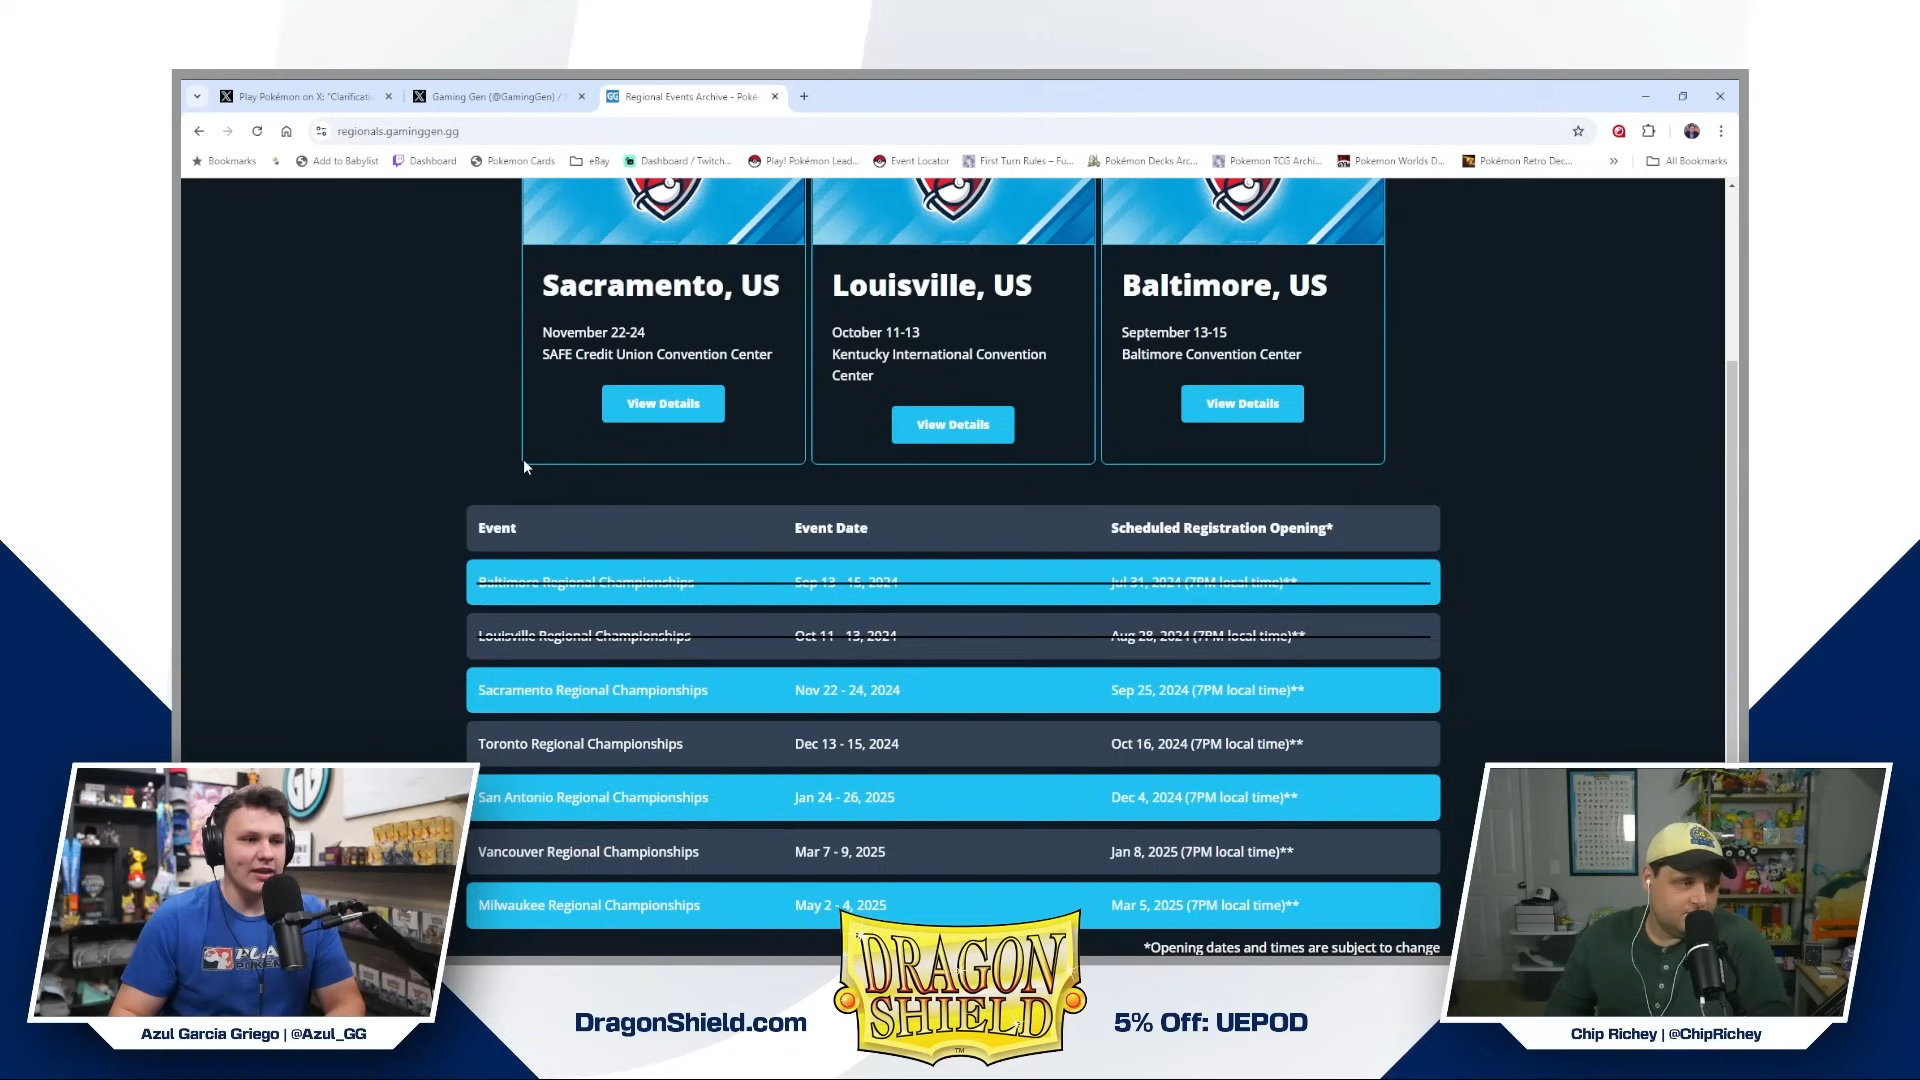 Play Pokémon on X: "Clarificati
Gaming Gen (@GamingGen) /
Regional Events Archive - Poké
regionals.gaminggen.gg
Bookmarks
Add to Babylist
Dashboard
Pokemon Cards
eBay
Dashboard / Twitch...
Play! Pokémon Lead...
Event Locator
First Turn Rules – Fu...
Pokémon Decks Arc...
Pokemon TCG Archi...
Pokemon Worlds D...
Pokémon Retro Dec...
All Bookmarks
Sacramento, US
November 22-24
SAFE Credit Union Convention Center
View Details
Louisville, US
October 11-13
Kentucky International Convention
Center
View Details
Baltimore, US
September 13-15
Baltimore Convention Center
View Details
Event Event Date Scheduled Registration Opening*
Baltimore Regional Championships Sep 13 - 15, 2024 Jul 31, 2024 (7PM local time)**
Louisville Regional Championships Oct 11 - 13, 2024 Aug 28, 2024 (7PM local time)**
Sacramento Regional Championships Nov 22 - 24, 2024 Sep 25, 2024 (7PM local time)**
Toronto Regional Championships Dec 13 - 15, 2024 Oct 16, 2024 (7PM local time)**
San Antonio Regional Championships Jan 24 - 26, 2025 Dec 4, 2024 (7PM local time)**
Vancouver Regional Championships Mar 7 - 9, 2025 Jan 8, 2025 (7PM local time)**
Milwaukee Regional Championships May 2 - 4, 2025 Mar 5, 2025 (7PM local time)**
*Opening dates and times are subject to change
PLAY
POKÉM
DragonShield.com
DRAGON
SHIELD
TM
5% Off: UEPOD
Azul Garcia Griego | @Azul_GG
Chip Richey | @ChipRichey